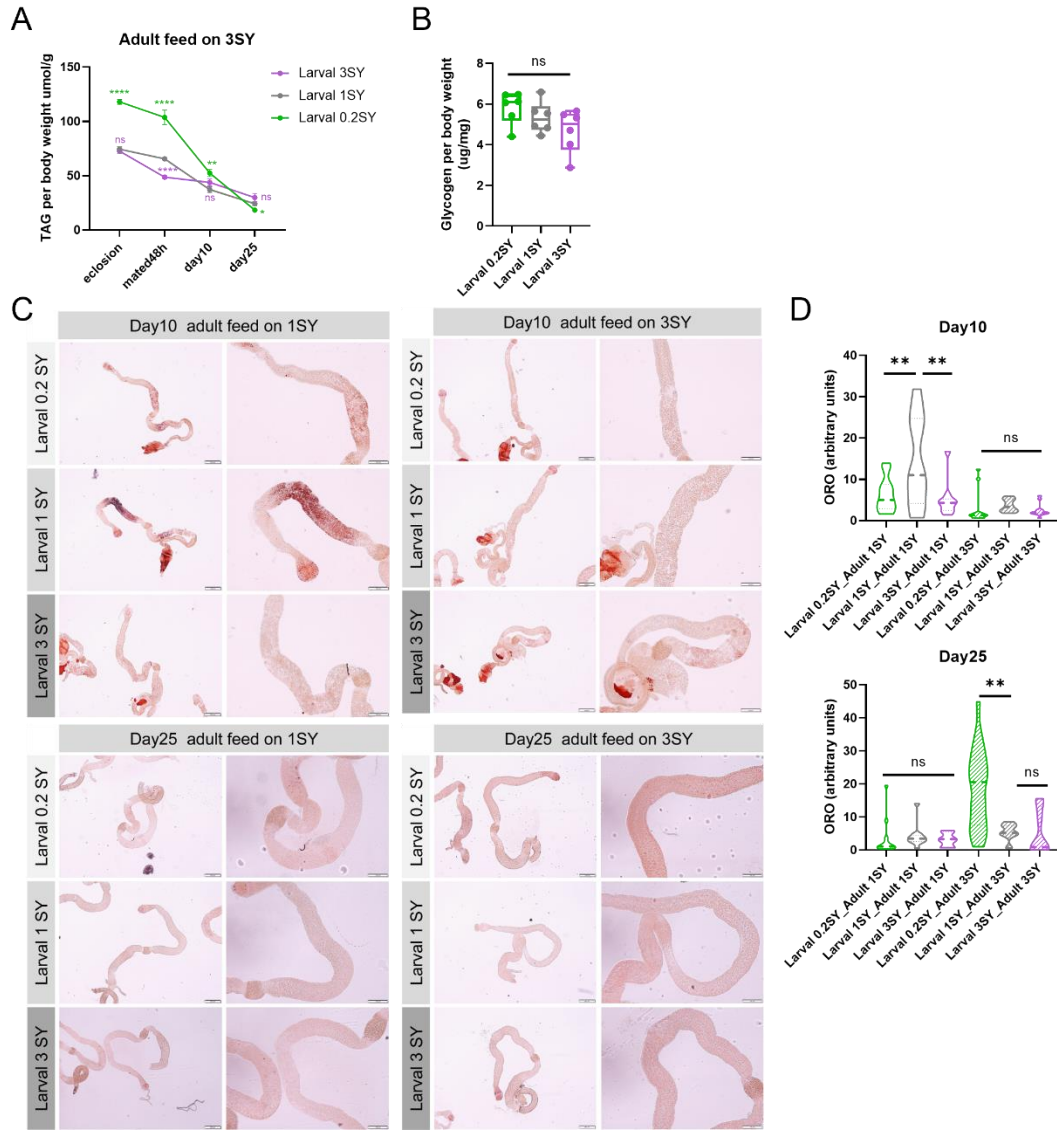 A
Adult feed on 3SY
TAG per body weight umol/g
150
100
50
0
****
****
**
*
ns
****
ns
ns
Larval 3SY
Larval 1SY
Larval 0.2SY
eclosion
mated48h
day10
day25
B
Glycogen per body weight
(ug/mg)
8
6
4
2
0
ns
Larval 0.2SY
Larval 1SY
Larval 3SY
C
Day10 adult feed on 1SY
Larval 0.2 SY
Larval 1 SY
Larval 3 SY
Day10 adult feed on 3SY
Larval 0.2 SY
Larval 1 SY
Larval 3 SY
Day25 adult feed on 1SY
Larval 0.2 SY
Larval 1 SY
Larval 3 SY
Day25 adult feed on 3SY
Larval 0.2 SY
Larval 1 SY
Larval 3 SY
D
Day10
ORO (arbitrary units)
40
30
20
10
0
**
**
ns
Larval 0.2SY_Adult 1SY
Larval 1SY_Adult 1SY
Larval 3SY_Adult 1SY
Larval 0.2SY_Adult 3SY
Larval 1SY_Adult 3SY
Larval 3SY_Adult 3SY
Day25
ORO (arbitrary units)
50
40
30
20
10
0
ns
**
ns
Larval 0.2SY_Adult 1SY
Larval 1SY_Adult 1SY
Larval 3SY_Adult 1SY
Larval 0.2SY_Adult 3SY
Larval 1SY_Adult 3SY
Larval 3SY_Adult 3SY